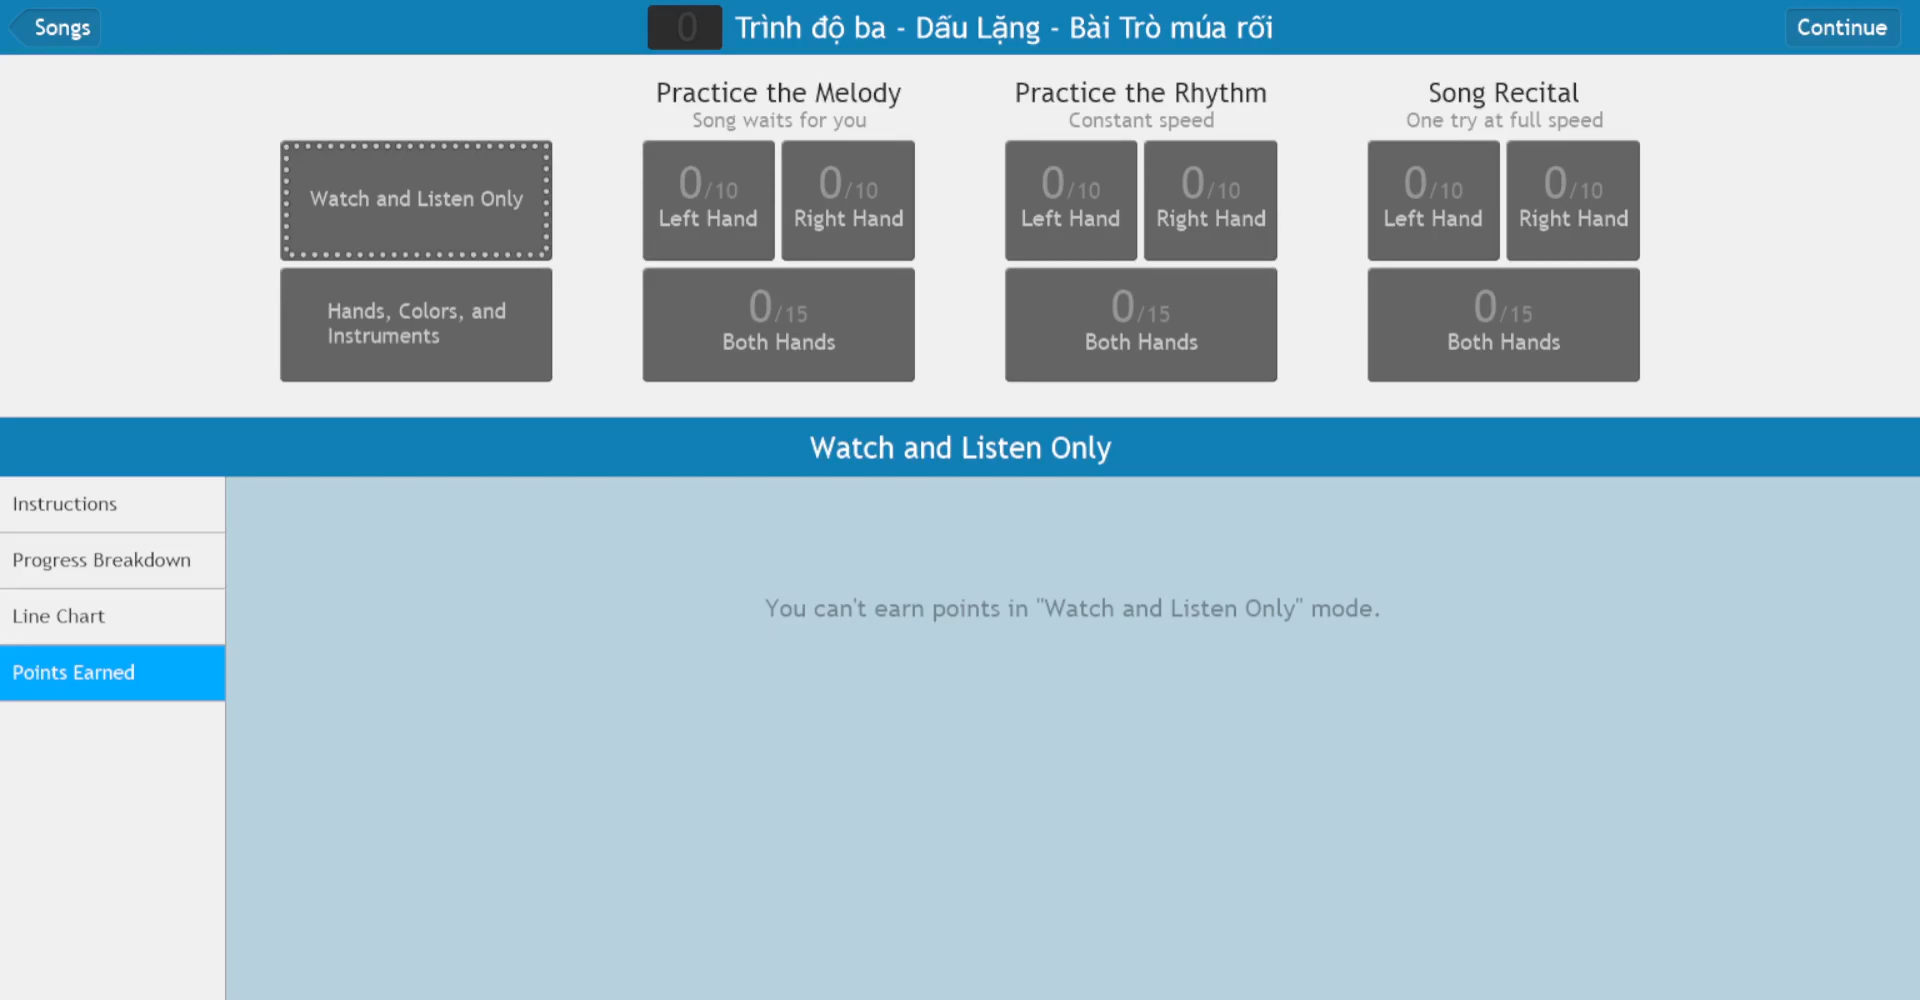 Songs
0 Trình độ ba - Dấu Lặng - Bài Trò múa rối
Continue
Practice the Melody
Song waits for you
Practice the Rhythm
Constant speed
Song Recital
One try at full speed
Watch and Listen Only
0/10
Left Hand
0/10
Right Hand
0/10
Left Hand
0/10
Right Hand
0/10
Left Hand
0/10
Right Hand
Hands, Colors, and
Instruments
0/15
Both Hands
0/15
Both Hands
0/15
Both Hands
Watch and Listen Only
Instructions
Progress Breakdown
Line Chart
Points Earned
You can't earn points in "Watch and Listen Only" mode.